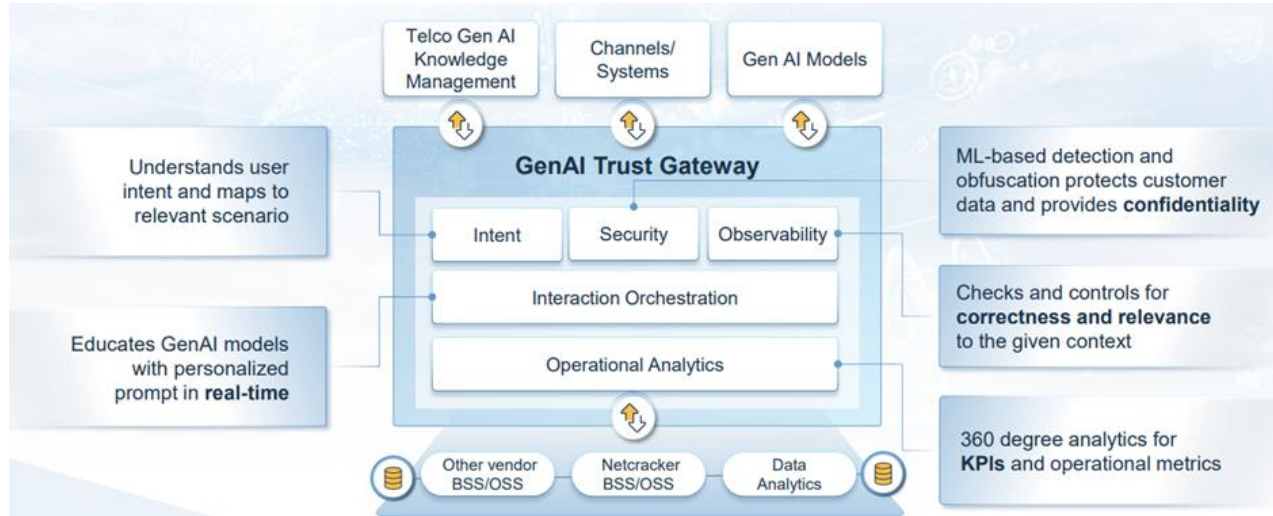 Telco Gen AI
Knowledge
Management
Channels/
Systems
Gen AI Models
GenAI Trust Gateway
Understands user
intent and maps to
relevant scenario
ML-based detection and
obfuscation protects customer
data and provides confidentiality
Intent
Security
Observability
Interaction Orchestration
Checks and controls for
correctness and relevance
to the given context
Educates GenAI models
with personalized
prompt in real-time
Operational Analytics
360 degree analytics for
KPIs and operational metrics
Other vendor
BSS/OSS
Netcracker
BSS/OSS
Data
Analytics